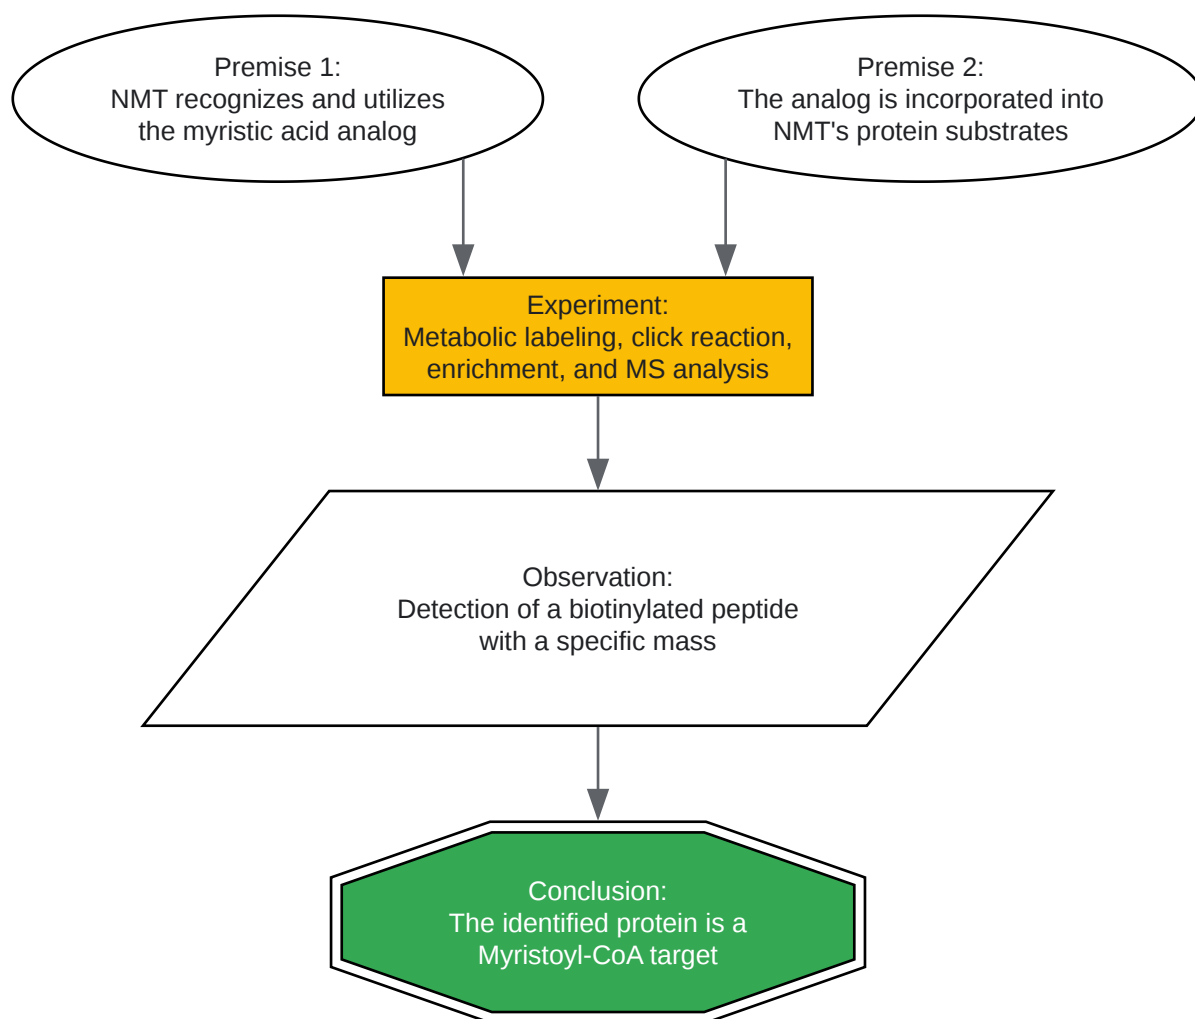 Premise 1:
NMT recognizes and utilizes
the myristic acid analog
Premise 2:
The analog is incorporated into
NMT's protein substrates
Experiment:
Metabolic labeling, click reaction,
enrichment, and MS analysis
Observation:
Detection of a biotinylated peptide
with a specific mass
Conclusion:
The identified protein is a
Myristoyl-CoA target